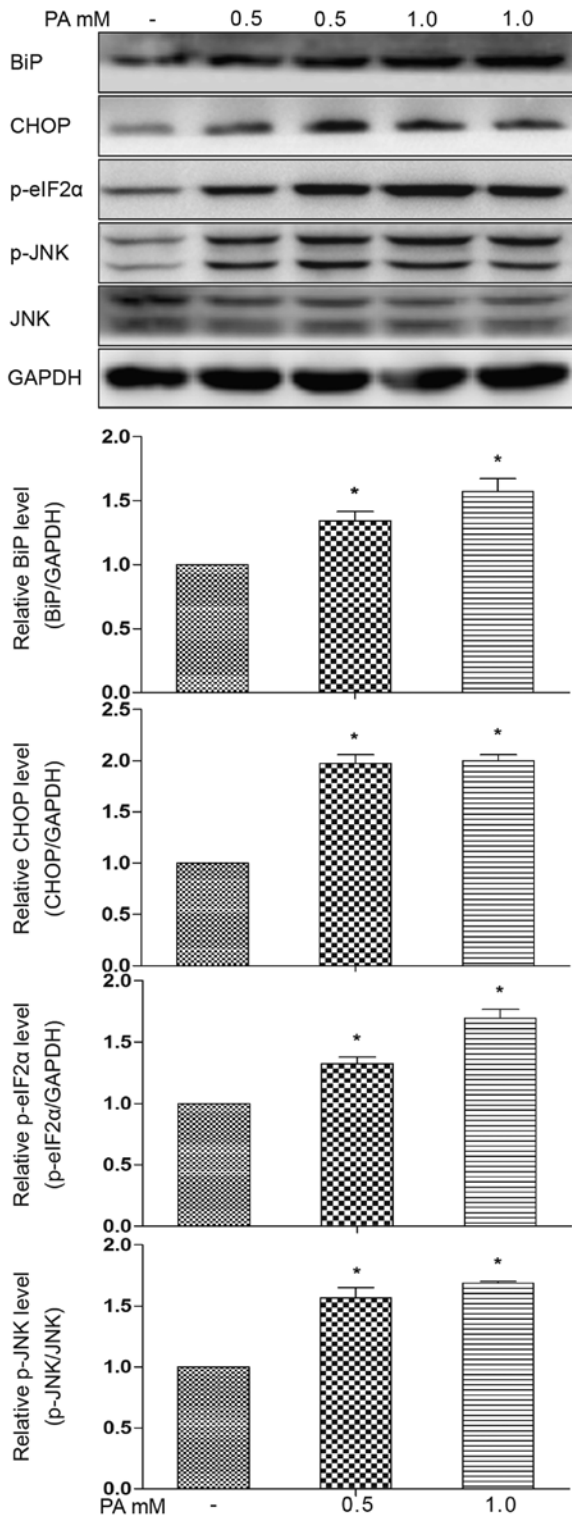 PA mM - 0.5 0.5 1.0 1.0
BiP
CHOP
p-eIF2α
p-JNK
JNK
GAPDH
Relative BiP level
(BiP/GAPDH)
2.0
1.5
1.0
0.5
0.0
*
*
Relative CHOP level
(CHOP/GAPDH)
2.5
2.0
1.5
1.0
0.5
0.0
*
*
Relative p-eIF2α level
(p-eIF2α/GAPDH)
2.0
1.5
1.0
0.5
0.0
*
*
Relative p-JNK level
(p-JNK/JNK)
2.0
1.5
1.0
0.5
0.0
*
*
PA mM - 0.5 1.0